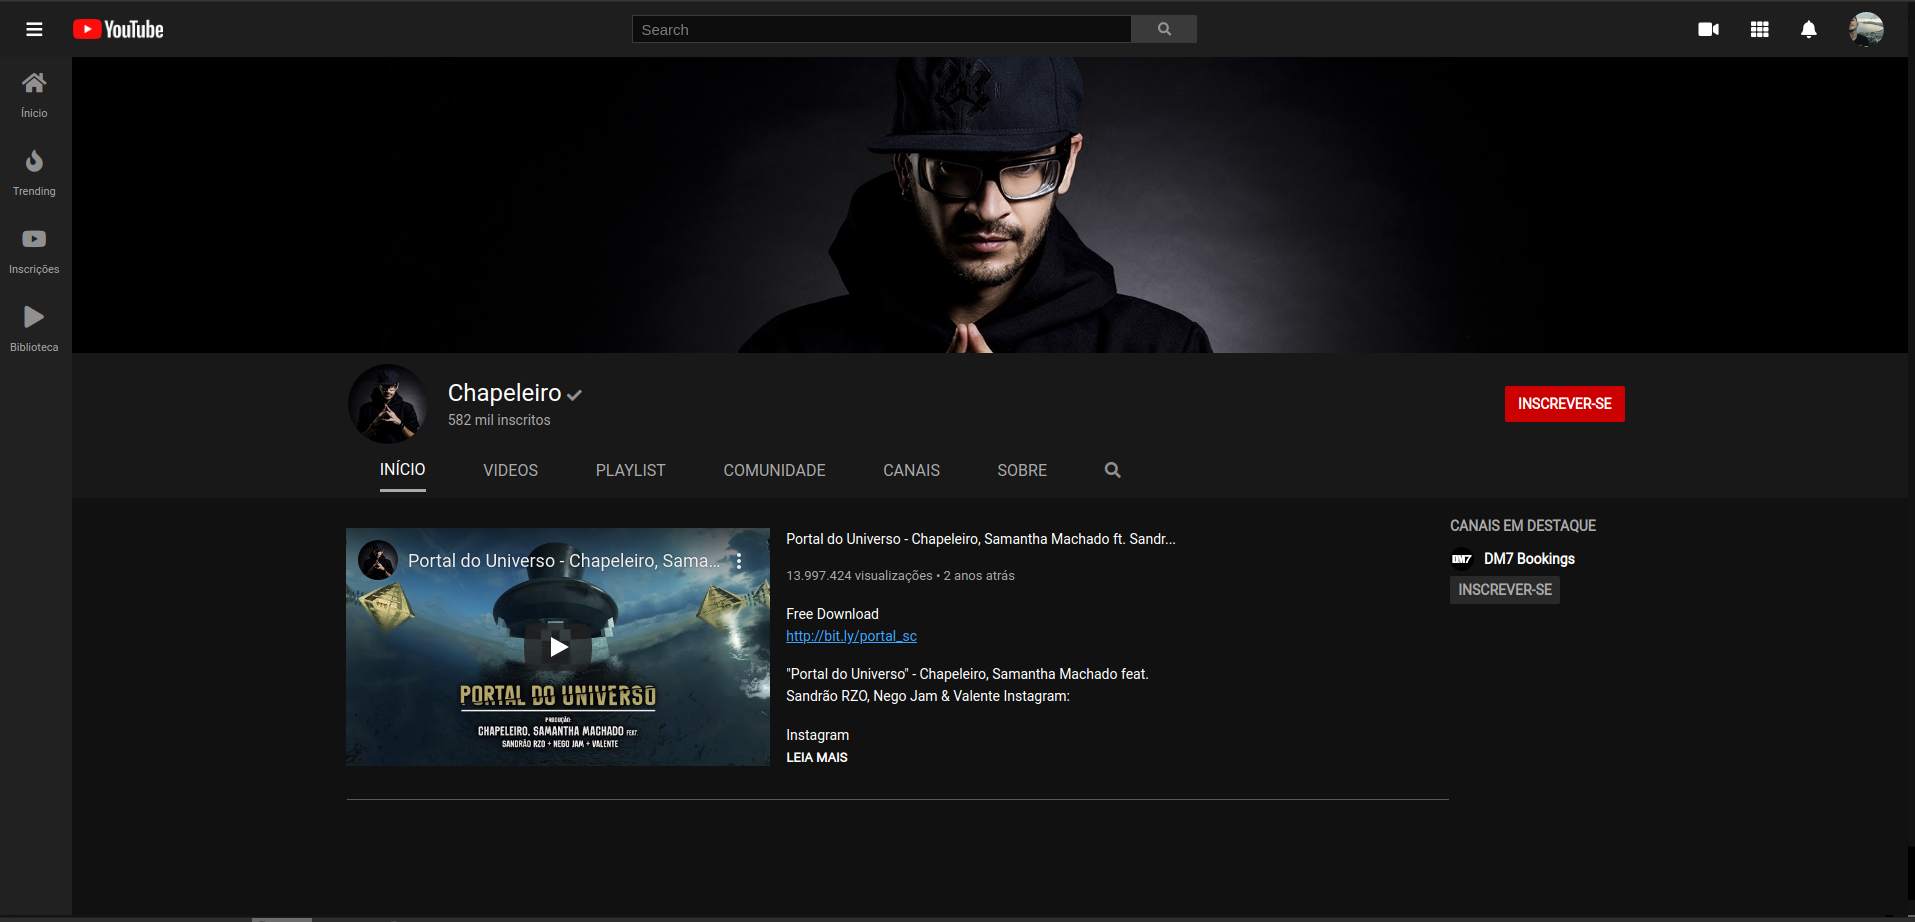 YouTube
Search
Ínicio
Trending
Inscrições
Biblioteca
Chapeleiro
582 mil inscritos
INSCREVER-SE
INÍCIO
VIDEOS
PLAYLIST
COMUNIDADE
CANAIS
SOBRE
Portal do Universo - Chapeleiro, Sama...
PORTAL DO UNIVERSO
PRODUÇÃO:
CHAPELEIRO, SAMANTHA MACHADO FEAT.
SANDRÃO RZO + NEGO JAM + VALENTE
Portal do Universo - Chapeleiro, Samantha Machado ft. Sandr...
13.997.424 visualizações • 2 anos atrás
Free Download
http://bit.ly/portal_sc
"Portal do Universo" - Chapeleiro, Samantha Machado feat.
Sandrão RZO, Nego Jam & Valente Instagram:
Instagram
LEIA MAIS
CANAIS EM DESTAQUE
DM7
DM7 Bookings
INSCREVER-SE